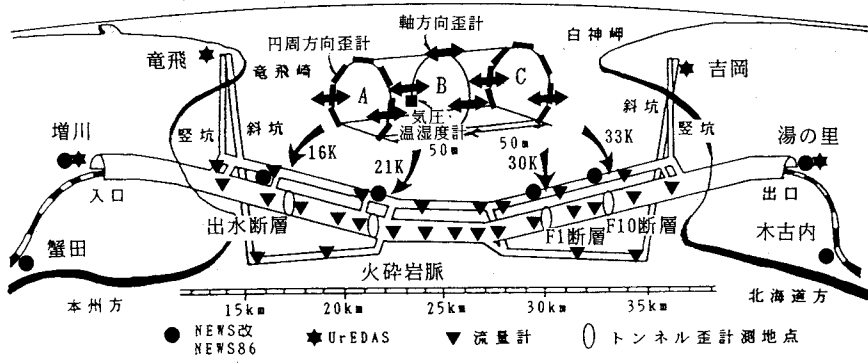 円周方向歪計
軸方向歪計
白神岬
竜飛
竜飛崎
A
B
C
吉岡
気圧・
温湿度計
50m
50m
増川
竪坑
斜坑
斜坑
竪坑
湯の里
16K
21K
30K
33K
入口
出口
出水断層
F1断層
F10断層
蟹田
木古内
火砕岩脈
本州方
北海道方
15km
20km
25km
30km
35km
NEWS改
NEWS86
UrEDAS
流量計
トンネル歪計測地点